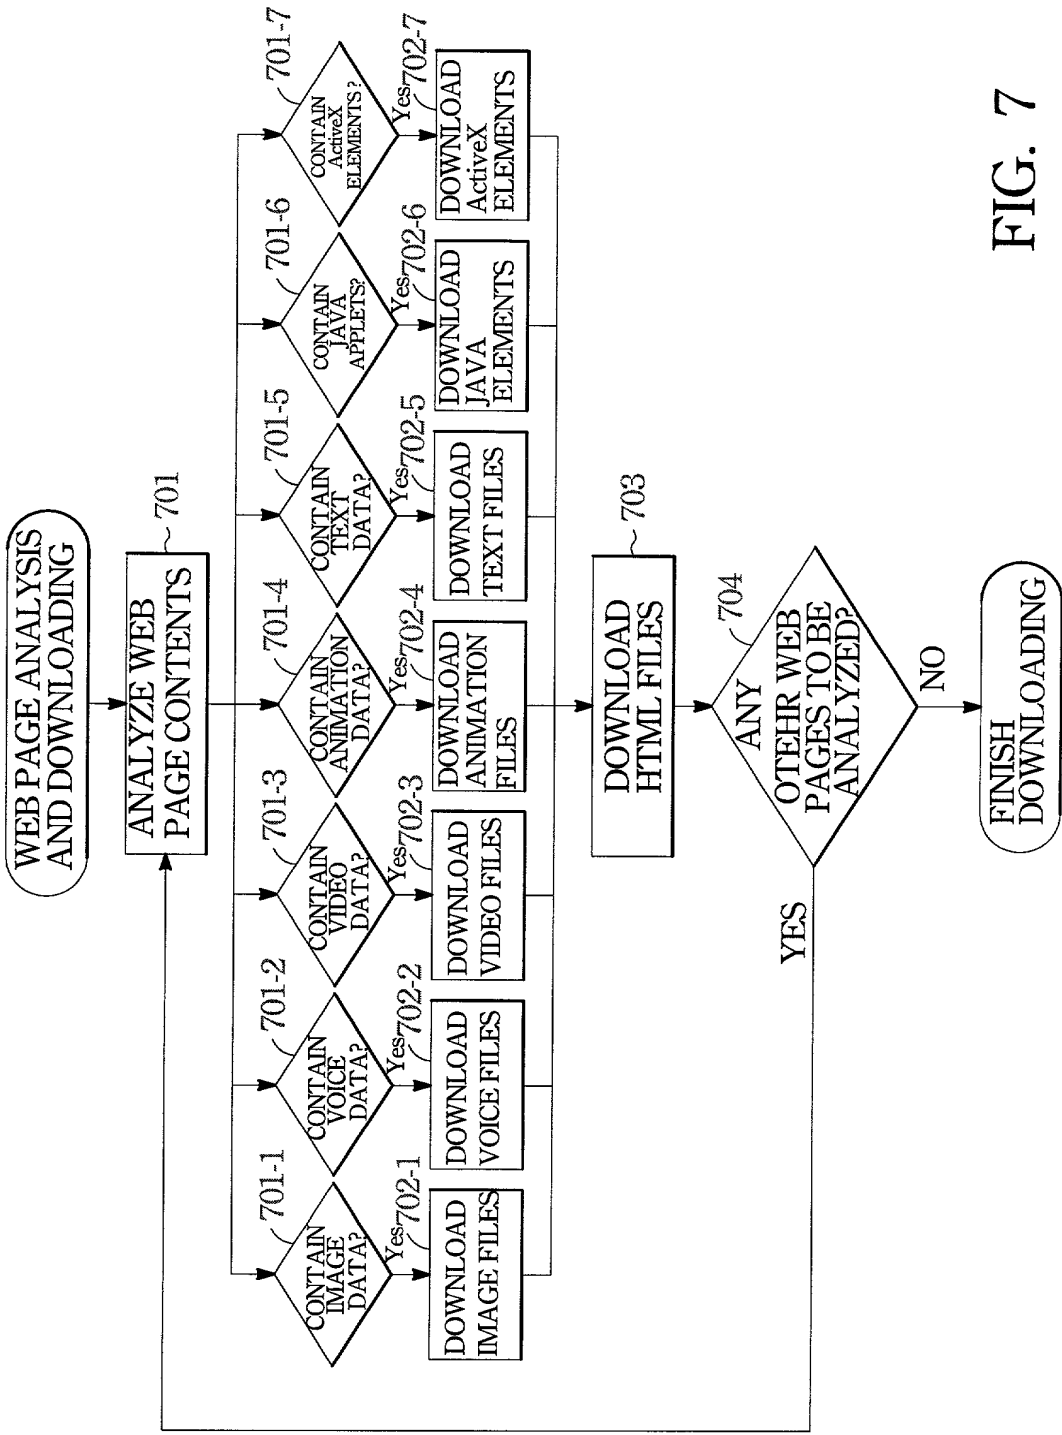 WEB PAGE ANALYSIS
AND DOWNLOADING
701
ANALYZE WEB
PAGE CONTENTS
701-1
CONTAIN
IMAGE
DATA?
701-2
CONTAIN
VOICE
DATA?
701-3
CONTAIN
VIDEO
DATA?
701-4
CONTAIN
ANIMATION
DATA?
701-5
CONTAIN
TEXT
DATA?
701-6
CONTAIN
JAVA
APPLETS?
701-7
CONTAIN
ActiveX
ELEMENTS?
Yes
702-1
DOWNLOAD
IMAGE FILES
Yes
702-2
DOWNLOAD
VOICE FILES
Yes
702-3
DOWNLOAD
VIDEO FILES
Yes
702-4
DOWNLOAD
ANIMATION
FILES
Yes
702-5
DOWNLOAD
TEXT FILES
Yes
702-6
DOWNLOAD
JAVA
ELEMENTS
Yes
702-7
DOWNLOAD
ActiveX
ELEMENTS
703
DOWNLOAD
HTML FILES
704
ANY
OTEHR WEB
PAGES TO BE
ANALYZED?
YES
NO
FINISH
DOWNLOADING
FIG. 7